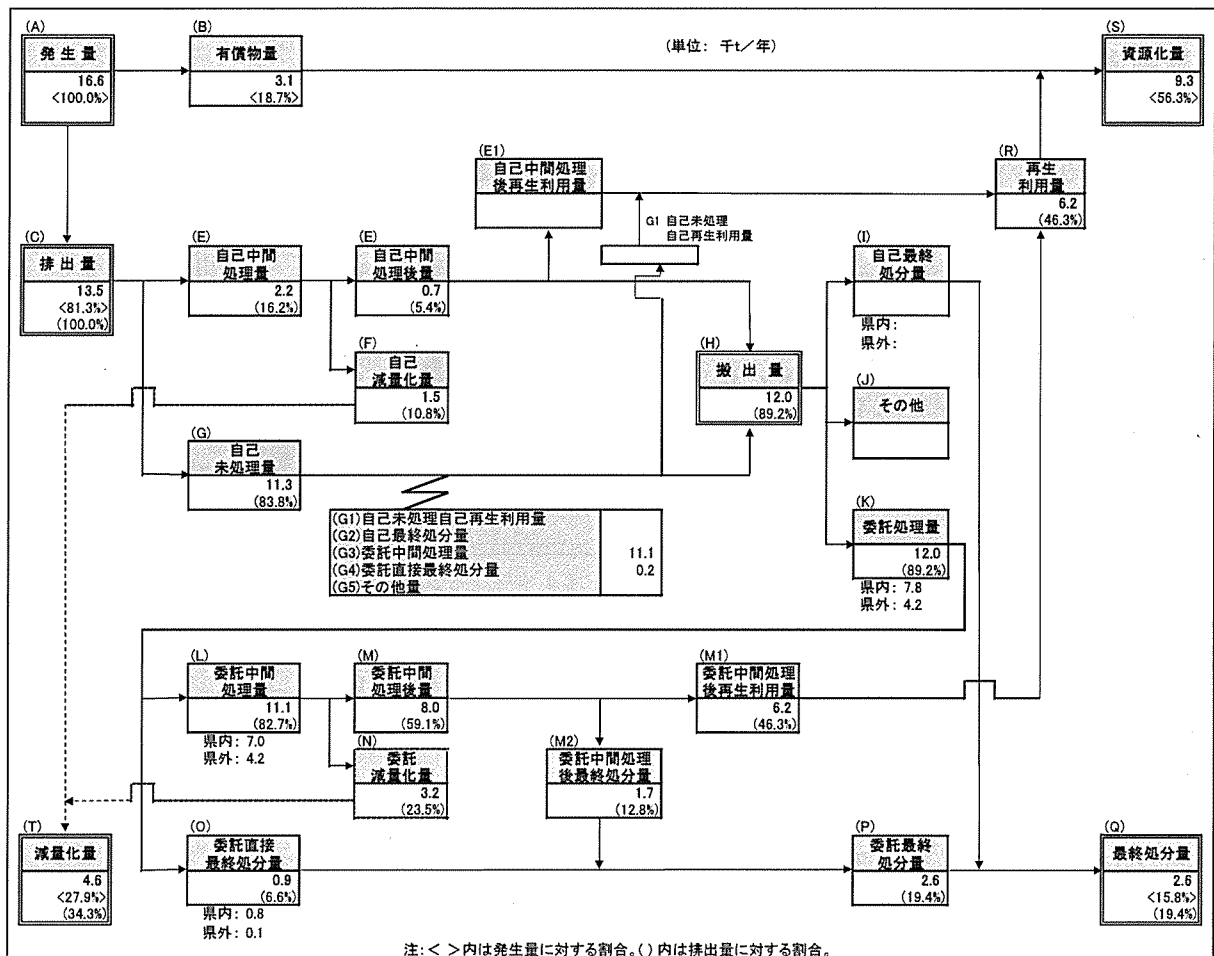 (A)
発生量
16.6
<100.0%>
(B)
有償物量
3.1
<18.7%>
(単位: 千t/年)
(S)
資源化量
9.3
<56.3%>
(E1)
自己中間処理
後再生利用量
G1 自己未処理
自己再生利用量
(R)
再生
利用量
6.2
(46.3%)
(C)
排出量
13.5
<81.3%>
(100.0%)
(E)
自己中間
処理量
2.2
(16.2%)
(E)
自己中間
処理後量
0.7
(5.4%)
(I)
自己最終
処分量
県内:
県外:
(F)
自己
減量化量
1.5
(10.8%)
(H)
搬出量
12.0
(89.2%)
(J)
その他
(G)
自己
未処理量
11.3
(83.8%)
(G1)自己未処理自己再生利用量
(G2)自己最終処分量
(G3)委託中間処理量 11.1
(G4)委託直接最終処分量 0.2
(G5)その他量
(K)
委託処理量
12.0
(89.2%)
県内: 7.8
県外: 4.2
(L)
委託中間
処理量
11.1
(82.7%)
県内: 7.0
県外: 4.2
(M)
委託中間
処理後量
8.0
(59.1%)
(M1)
委託中間処理
後再生利用量
6.2
(46.3%)
(N)
委託
減量化量
3.2
(23.5%)
(M2)
委託中間処理
後最終処分量
1.7
(12.8%)
(T)
減量化量
4.6
<27.9%>
(34.3%)
(O)
委託直接
最終処分量
0.9
(6.6%)
県内: 0.8
県外: 0.1
(P)
委託最終
処分量
2.6
(19.4%)
(Q)
最終処分量
2.6
<15.8%>
(19.4%)
注:< >内は発生量に対する割合。()内は排出量に対する割合。